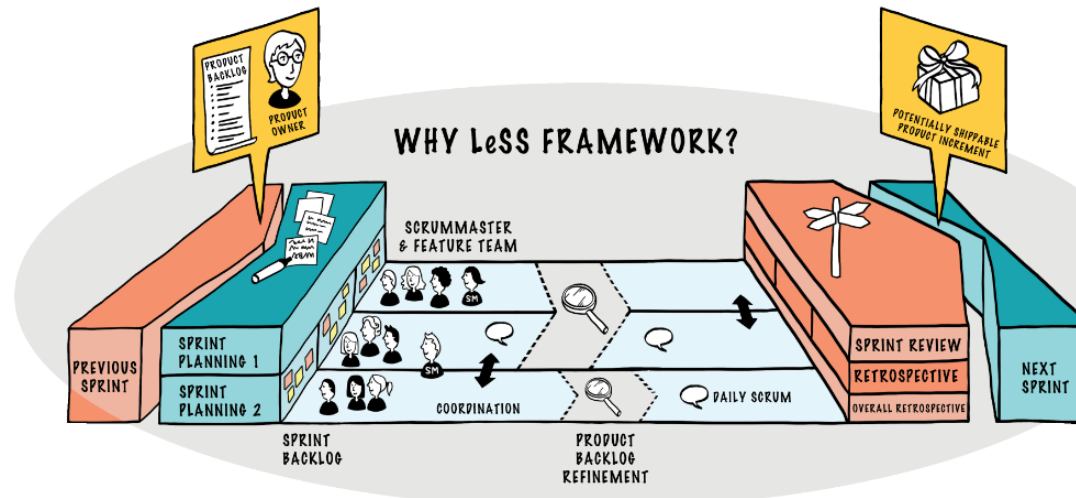 PRODUCT
BACKLOG
PRODUCT
OWNER
WHY LeSS FRAMEWORK?
POTENTIALLY SHIPPABLE
PRODUCT INCREMENT
SCRUMMASTER
& FEATURE TEAM
SM
SM
PREVIOUS
SPRINT
SPRINT
PLANNING 1
SPRINT
PLANNING 2
SPRINT
BACKLOG
COORDINATION
PRODUCT
BACKLOG
REFINEMENT
DAILY SCRUM
SPRINT REVIEW
RETROSPECTIVE
OVERALL RETROSPECTIVE
NEXT
SPRINT